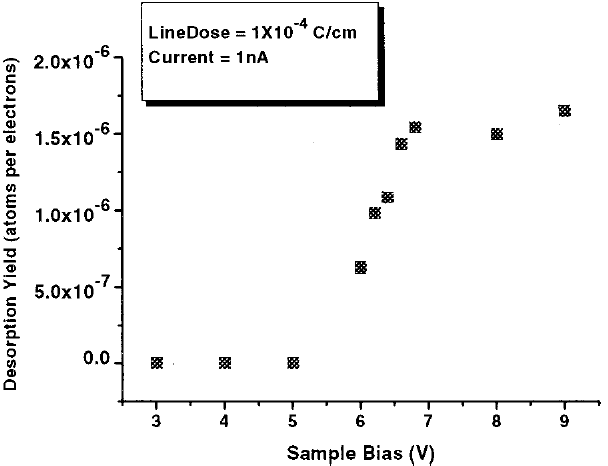 LineDose = 1X10⁻⁴ C/cm
Current = 1nA
Desorption Yield (atoms per electrons)
2.0x10⁻⁶
1.5x10⁻⁶
1.0x10⁻⁶
5.0x10⁻⁷
0.0
3 4 5 6 7 8 9
Sample Bias (V)